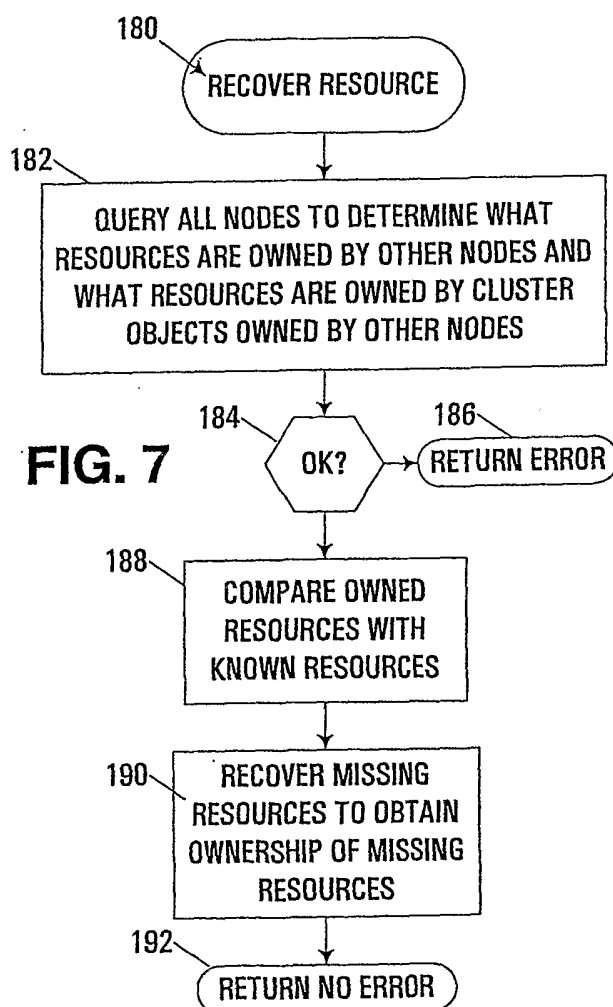 180
RECOVER RESOURCE
182
QUERY ALL NODES TO DETERMINE WHAT
RESOURCES ARE OWNED BY OTHER NODES AND
WHAT RESOURCES ARE OWNED BY CLUSTER
OBJECTS OWNED BY OTHER NODES
184
OK?
186
RETURN ERROR
FIG. 7
188
COMPARE OWNED
RESOURCES WITH
KNOWN RESOURCES
190
RECOVER MISSING
RESOURCES TO OBTAIN
OWNERSHIP OF MISSING
RESOURCES
192
RETURN NO ERROR